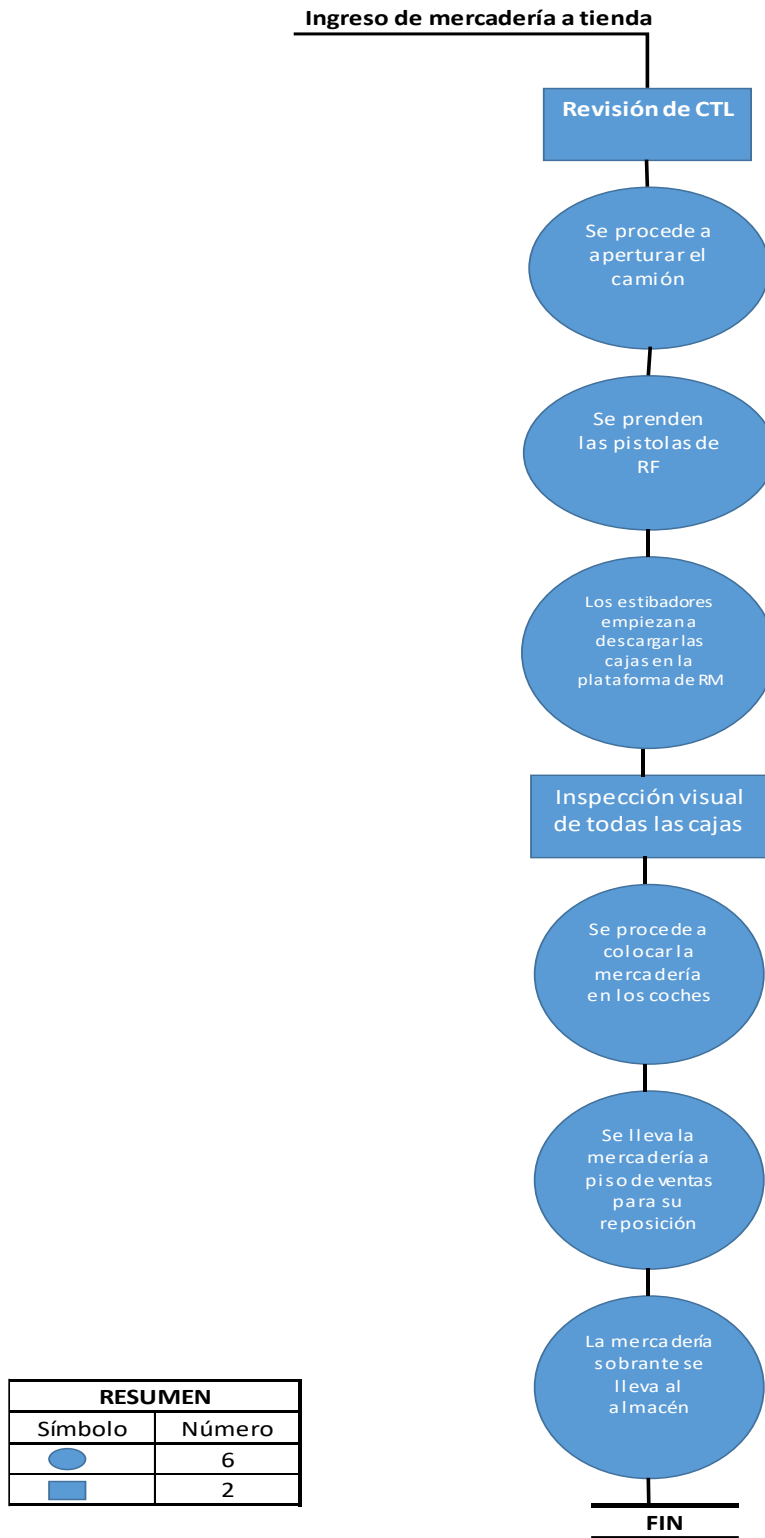 Ingreso de mercadería a tienda
Revisión de CTL
Se procede a
aperturar el
camión
Se prenden
las pistolas de
RF
Los estibadores
empiezan a
descargar las
cajas en la
plataforma de RM
Inspección visual
de todas las cajas
Se procede a
colocar la
mercadería
en los coches
Se lleva la
mercadería a
piso de ventas
para su
reposición
La mercadería
sobrante se
lleva al
almacén
FIN
RESUMEN
Símbolo Número
6
2